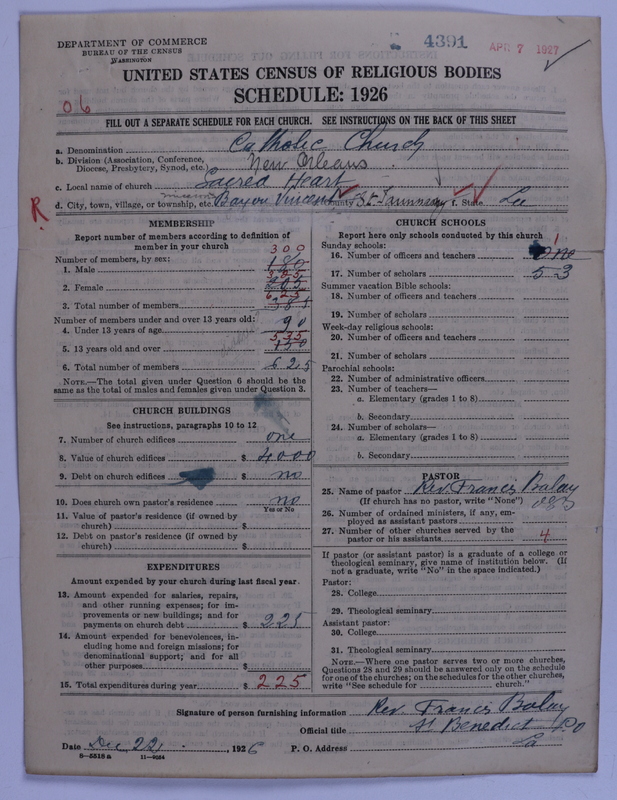 DEPARTMENT OF COMMERCE
BUREAU OF THE CENSUS
WASHINGTON
4391
APR 7 1927
UNITED STATES CENSUS OF RELIGIOUS BODIES
SCHEDULE: 1926
06
FILL OUT A SEPARATE SCHEDULE FOR EACH CHURCH. SEE INSTRUCTIONS ON THE BACK OF THIS SHEET
a. Denomination Catholic Church
b. Division (Association, Conference, Diocese, Presbytery, Synod, etc.) New Orleans
c. Local name of church Sacred Heart
d. City, town, village, or township, etc. Bayou Vincent County St Tammany f. State La
R
MEMBERSHIP
Report number of members according to definition of
member in your church
Number of members, by sex:
300
1. Male 180
325
2. Female 205
625
3. Total number of members 385
Number of members under and over 13 years old:
4. Under 13 years of age 90
535
5. 13 years old and over 150
6. Total number of members 625
NOTE.—The total given under Question 6 should be the
same as the total of males and females given under Question 3.
CHURCH BUILDINGS
See instructions, paragraphs 10 to 12
7. Number of church edifices one
8. Value of church edifices $ 4000
9. Debt on church edifices $ no
10. Does church own pastor's residence no
Yes or No
11. Value of pastor's residence (if owned by
church) $
12. Debt on pastor's residence (if owned by
church) $
EXPENDITURES
Amount expended by your church during last fiscal year.
13. Amount expended for salaries, repairs,
and other running expenses; for im-
provements or new buildings; and for
payments on church debt $ 225
14. Amount expended for benevolences, in-
cluding home and foreign missions; for
denominational support; and for all
other purposes $
15. Total expenditures during year $ 225
CHURCH SCHOOLS
Report here only schools conducted by this church
Sunday schools:
1
16. Number of officers and teachers One
17. Number of scholars 53
Summer vacation Bible schools:
18. Number of officers and teachers
19. Number of scholars
Week-day religious schools:
20. Number of officers and teachers
21. Number of scholars
Parochial schools:
22. Number of administrative officers
23. Number of teachers—
a. Elementary (grades 1 to 8)
b. Secondary
24. Number of scholars—
a. Elementary (grades 1 to 8)
b. Secondary
PASTOR
25. Name of pastor Rev. Francis Balay
(If church has no pastor, write "None")
26. Number of ordained ministers, if any, em-
ployed as assistant pastors
27. Number of other churches served by the
pastor or his assistants 4
If pastor (or assistant pastor) is a graduate of a college or
theological seminary, give name of institution below. (If
not a graduate, write "No" in the space indicated.)
Pastor:
28. College
29. Theological seminary
Assistant pastor:
30. College
31. Theological seminary
NOTE.—Where one pastor serves two or more churches,
Questions 28 and 29 should be answered only on the schedule
for one of the churches; on the schedules for the other churches,
write "See schedule for church."
Signature of person furnishing information Rev. Francis Balay
Official title St Benedict P.O
Date Dec 22, 1926 P. O. Address La
8—5518a 11—9264